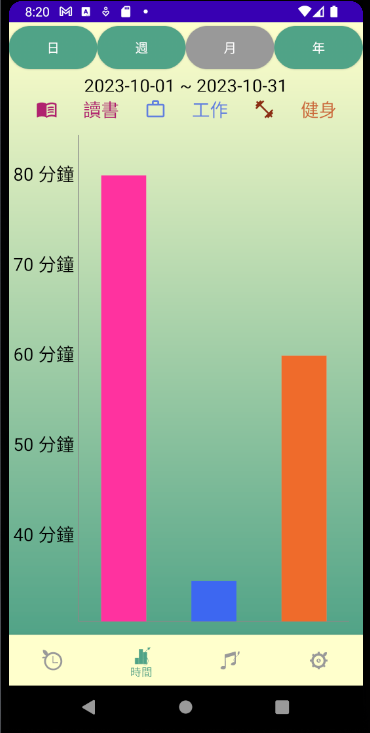 8:20
日 週 月 年
2023-10-01 ~ 2023-10-31
讀書 工作 健身
80 分鐘
70 分鐘
60 分鐘
50 分鐘
40 分鐘
時間